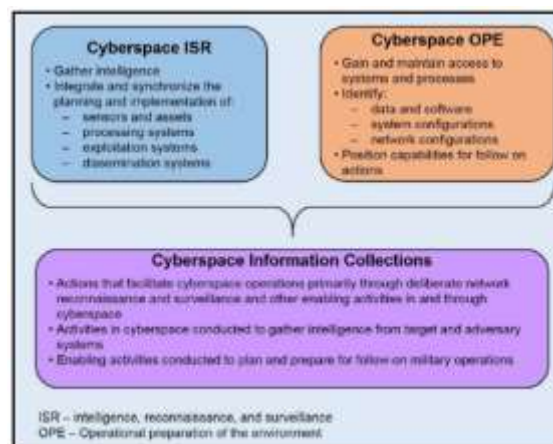 Cyberspace ISR
• Gather intelligence
• Integrate and synchronize the
planning and implementation of:
– sensors and assets
– processing systems
– exploitation systems
– dissemination systems
Cyberspace OPE
• Gain and maintain access to
systems and processes
• Identify:
– data and software
– system configurations
– network configurations
• Position capabilities for follow on
actions
Cyberspace Information Collections
• Actions that facilitate cyberspace operations primarily through deliberate network
reconnaissance and surveillance and other enabling activities in and through
cyberspace
• Activities in cyberspace conducted to gather intelligence from target and adversary
systems
• Enabling activities conducted to plan and prepare for follow on military operations
ISR – intelligence, reconnaissance, and surveillance
OPE – Operational preparation of the environment